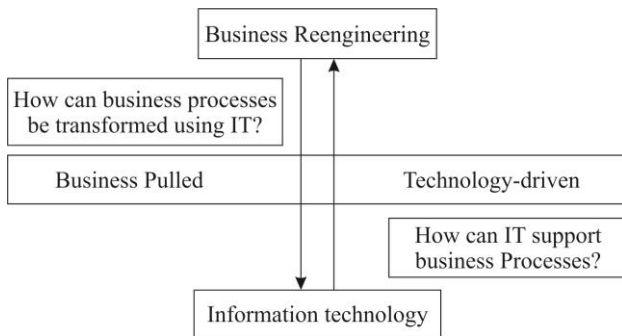 Business Reengineering
How can business processes
be transformed using IT?
Business Pulled
Technology-driven
How can IT support
business Processes?
Information technology